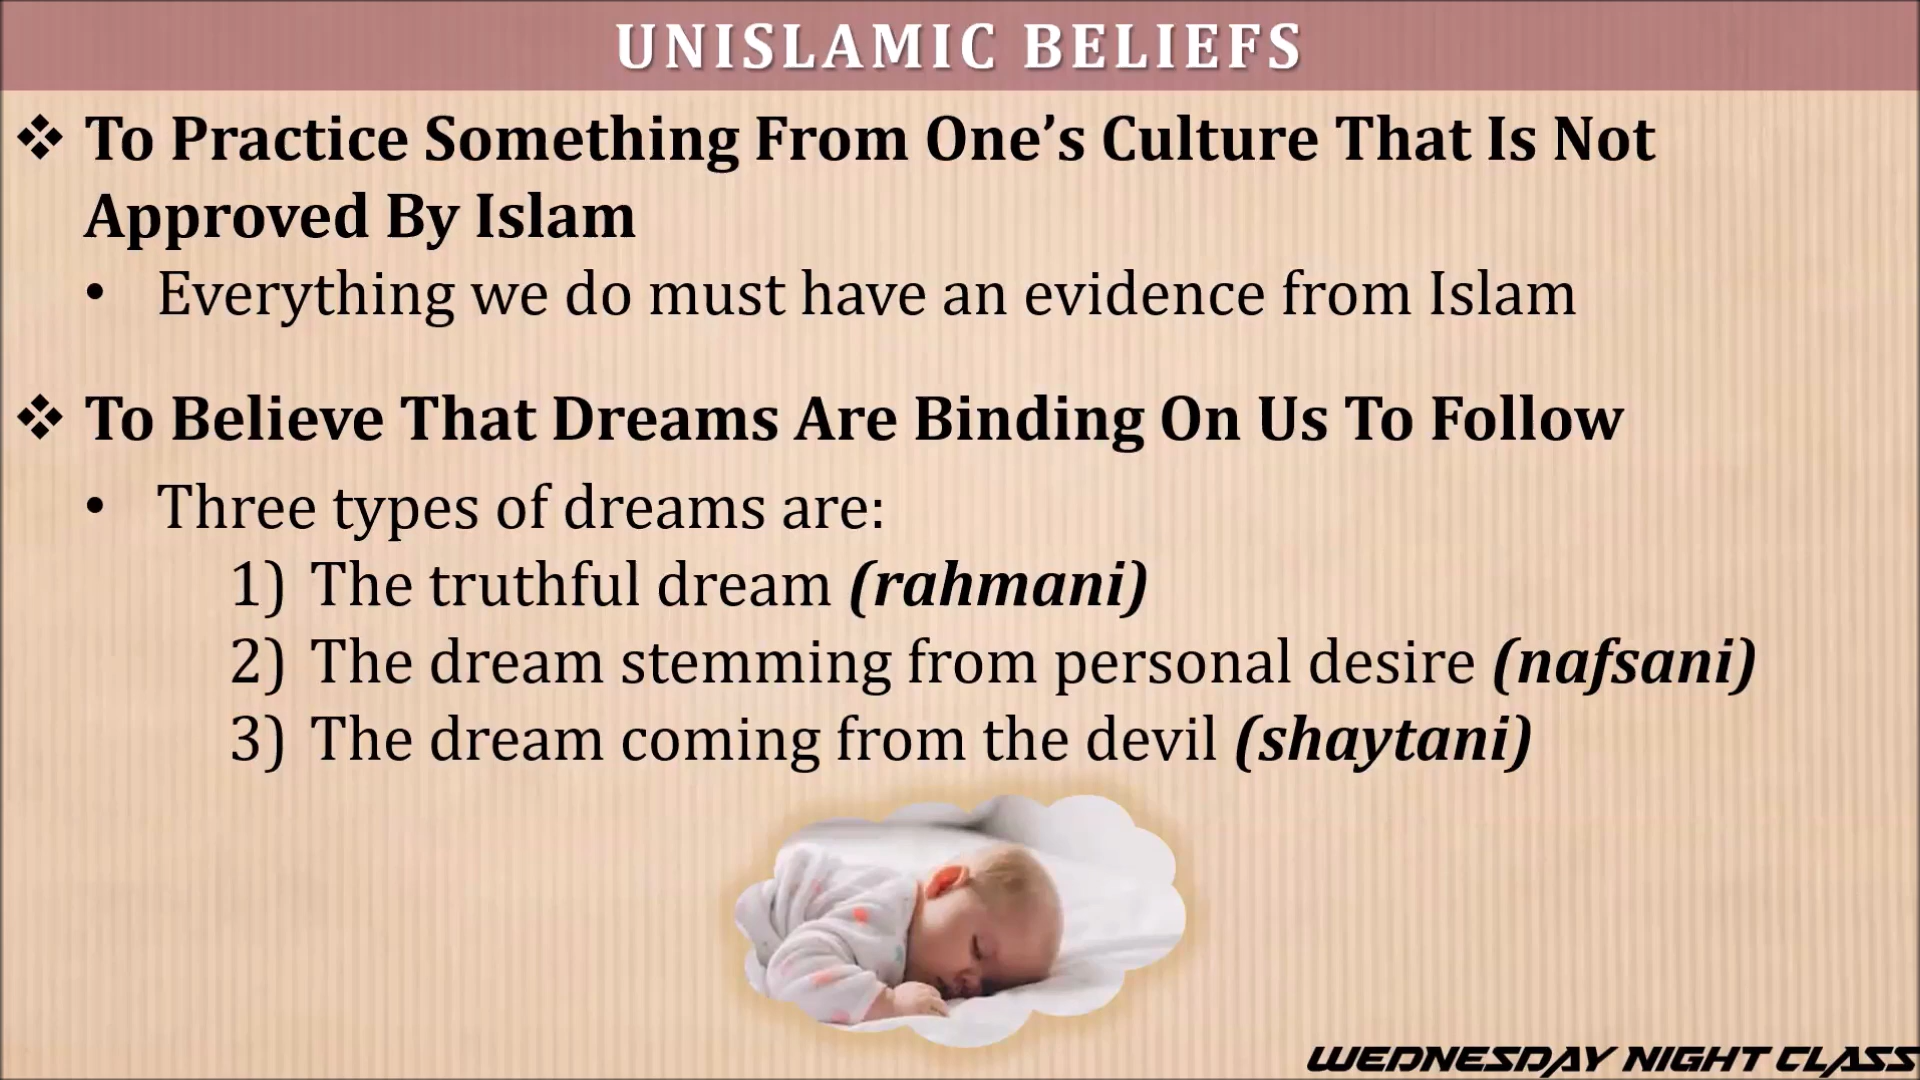 UNISLAMIC BELIEFS
❖ To Practice Something From One’s Culture That Is Not
Approved By Islam
• Everything we do must have an evidence from Islam
❖ To Believe That Dreams Are Binding On Us To Follow
• Three types of dreams are:
1) The truthful dream (rahmani)
2) The dream stemming from personal desire (nafsani)
3) The dream coming from the devil (shaytani)
WEDNESDAY NIGHT CLASS